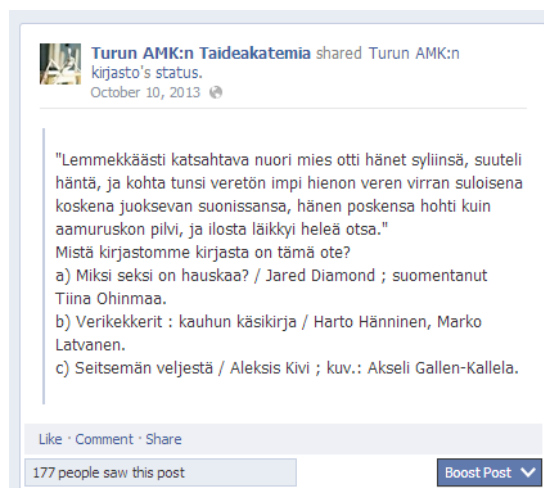 Turun AMK:n Taideakatemia shared Turun AMK:n
kirjasto's status.
October 10, 2013
"Lemmekkäästi katsahtava nuori mies otti hänet syliinsä, suuteli
häntä, ja kohta tunsi veretön impi hienon veren virran suloisena
koskena juoksevan suonissansa, hänen poskensa hohti kuin
aamuruskon pilvi, ja ilosta läikkyi heleä otsa."
Mistä kirjastomme kirjasta on tämä ote?
a) Miksi seksi on hauskaa? / Jared Diamond ; suomentanut
Tiina Ohinmaa.
b) Verikekkerit : kauhun käsikirja / Harto Hänninen, Marko
Latvanen.
c) Seitsemän veljestä / Aleksis Kivi ; kuv.: Akseli Gallen-Kallela.
Like · Comment · Share
177 people saw this post
Boost Post